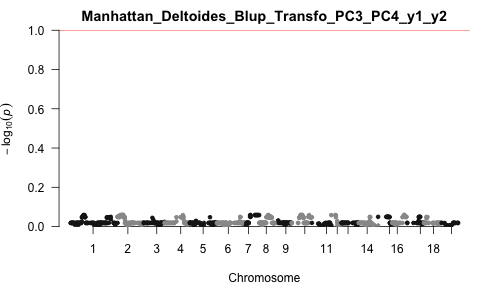 Manhattan_Deltoides_Blup_Transfo_PC3_PC4_y1_y2
1.0
0.8
0.6
0.4
0.2
0.0
− log10(p)
1 2 3 4 5 6 7 8 9 11 14 16 18
Chromosome